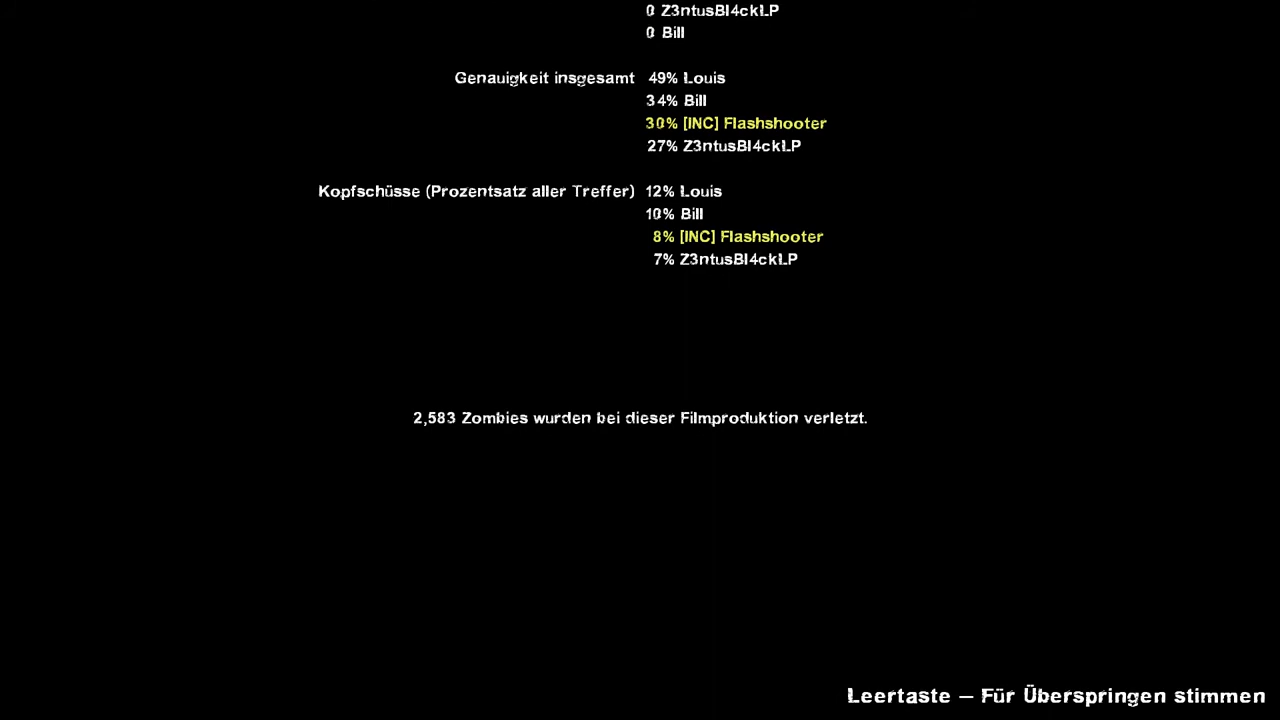 0 Z3ntusBl4ckLP
0 Bill
Genauigkeit insgesamt 49% Louis
34% Bill
30% [INC] Flashshooter
27% Z3ntusBl4ckLP
Kopfschüsse (Prozentsatz aller Treffer) 12% Louis
10% Bill
8% [INC] Flashshooter
7% Z3ntusBl4ckLP
2,583 Zombies wurden bei dieser Filmproduktion verletzt.
Leertaste – Für Überspringen stimmen